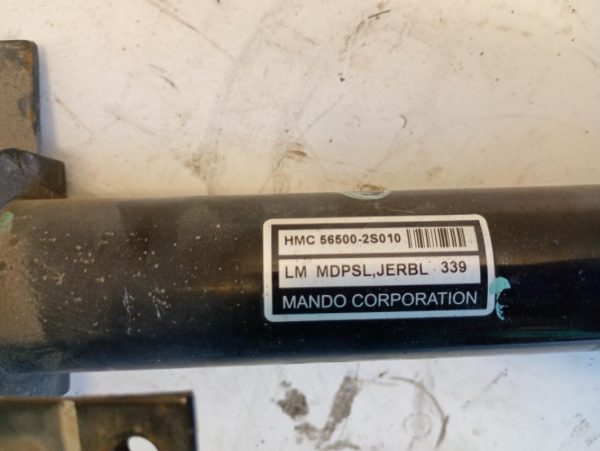 HMC 56500-2S010
LM MDPSL,JERBL 339
MANDO CORPORATION